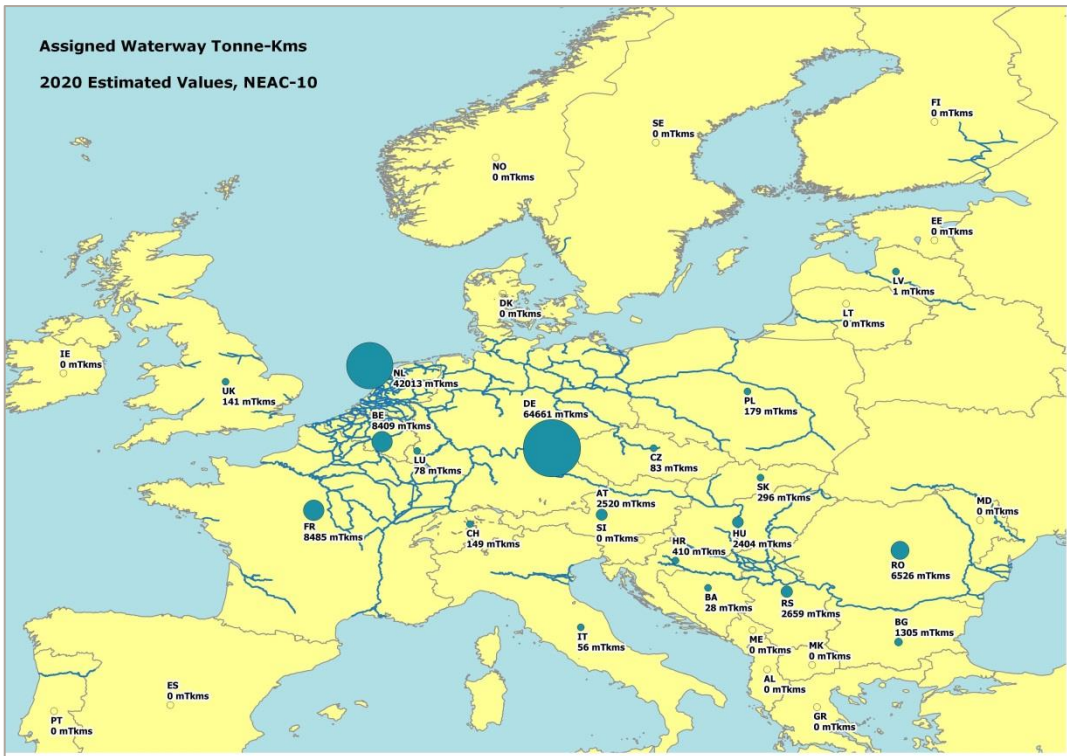 Assigned Waterway Tonne-Kms
2020 Estimated Values, NEAC-10
FI
0 mTkms
SE
0 mTkms
NO
0 mTkms
EE
0 mTkms
LV
1 mTkms
DK
0 mTkms
LT
0 mTkms
IE
0 mTkms
UK
141 mTkms
NL
42013 mTkms
PL
179 mTkms
DE
64661 mTkms
BE
8409 mTkms
LU
78 mTkms
CZ
83 mTkms
SK
296 mTkms
AT
2520 mTkms
MD
0 mTkms
FR
8485 mTkms
CH
149 mTkms
SI
0 mTkms
HU
2404 mTkms
HR
410 mTkms
RO
6526 mTkms
BA
28 mTkms
RS
2659 mTkms
BG
1305 mTkms
IT
56 mTkms
ME
0 mTkms
MK
0 mTkms
AL
0 mTkms
ES
0 mTkms
PT
0 mTkms
GR
0 mTkms